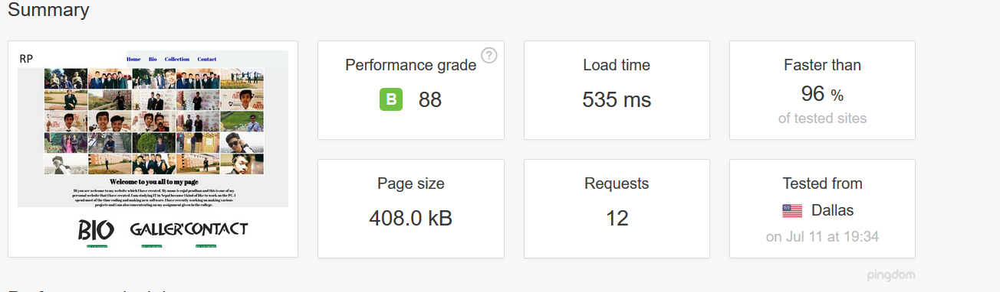 Summary
RP
Home Bio Collection Contact
Welcome to you all to my page
Hi you are welcome to my website which I have created. My name is rojal pradhan and this is one of my
personal website that I have created. I am studying IT in Nepal because I kind of like to work on the PC. I
spend most of the time coding and making new software. I have recently working on making various
projects and i am also concentrating on my assignment given in the college.
BIO GALLER CONTACT
Performance grade
?
B 88
Load time
535 ms
Faster than
96 %
of tested sites
Page size
408.0 kB
Requests
12
Tested from
Dallas
on Jul 11 at 19:34
pingdom